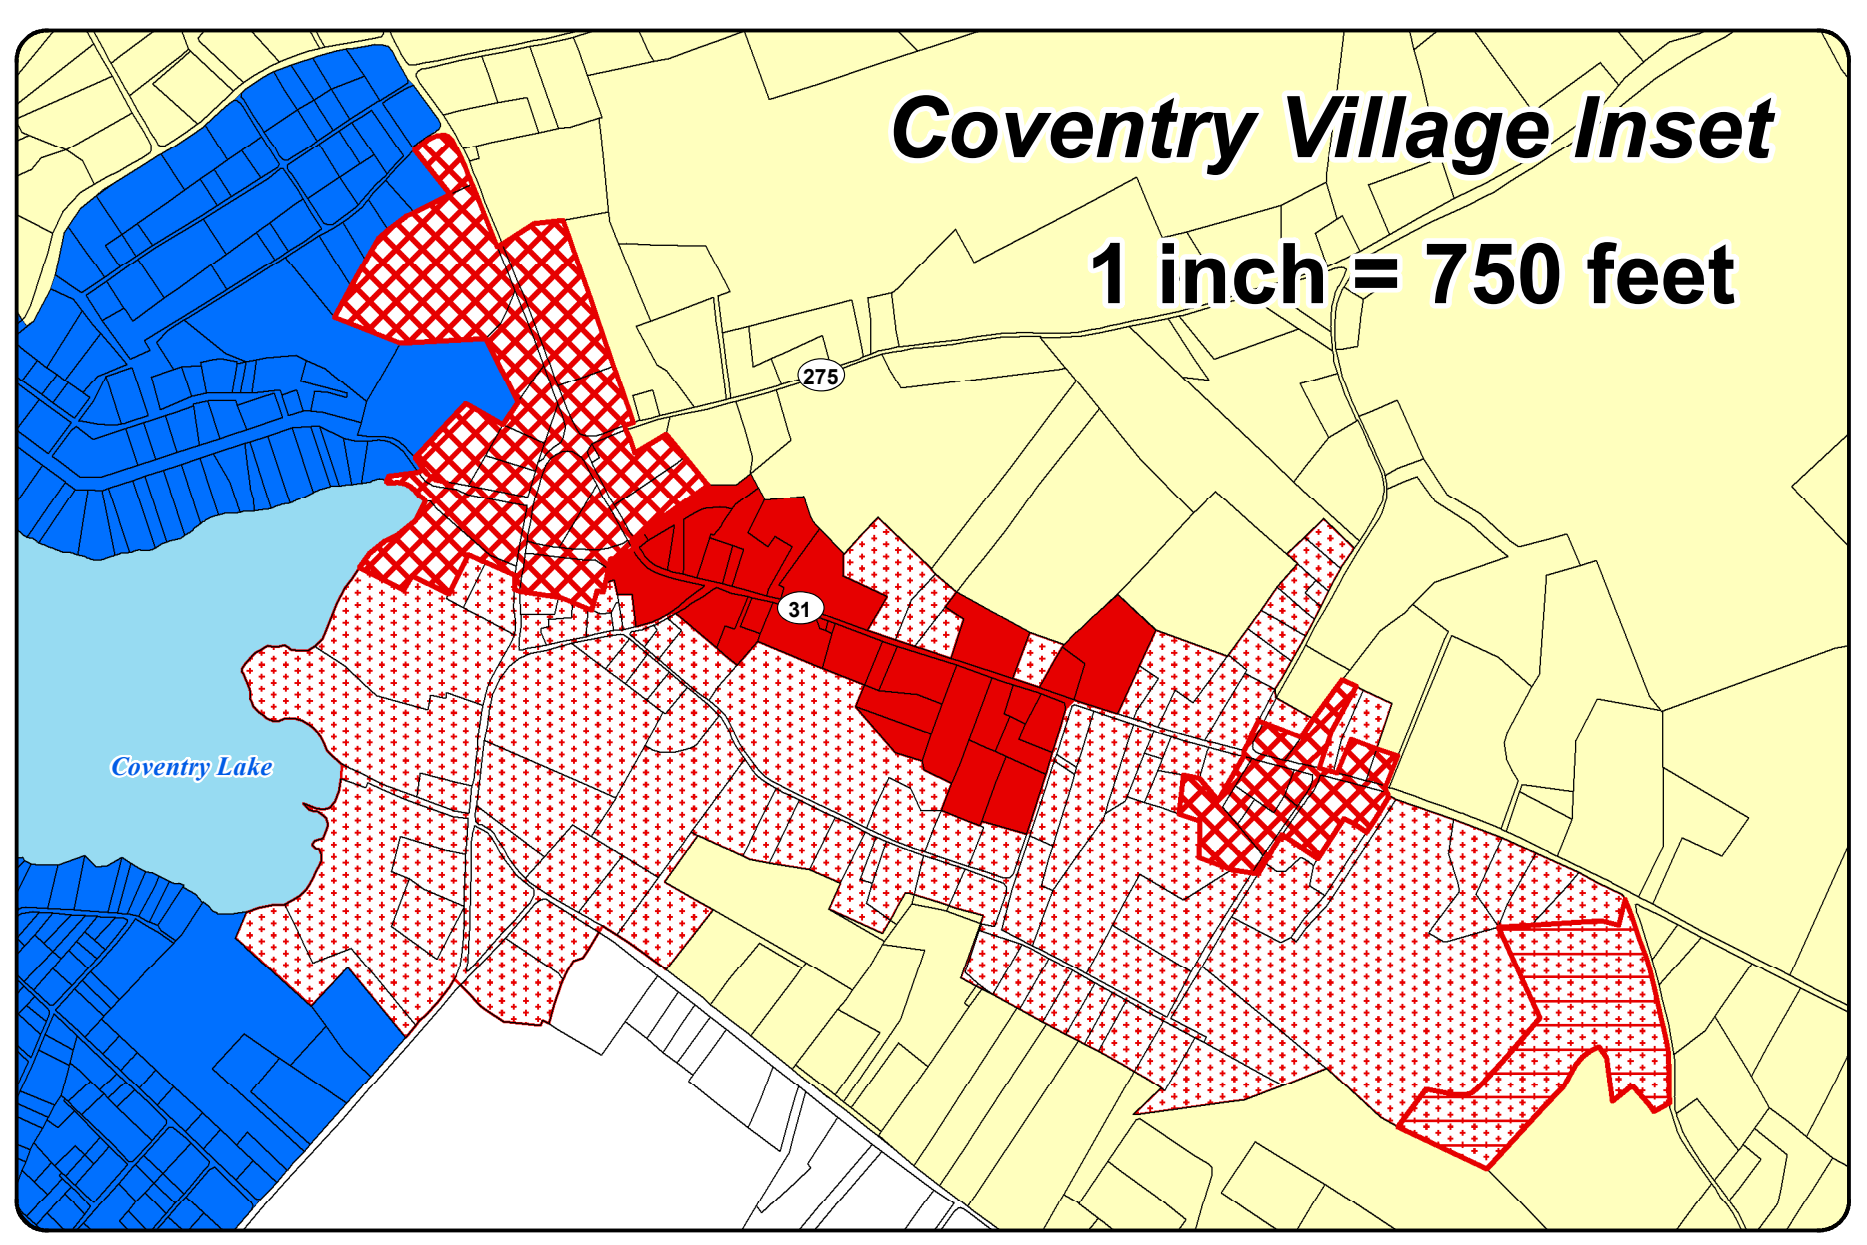 Coventry Village Inset
1 inch = 750 feet
275
31
Coventry Lake